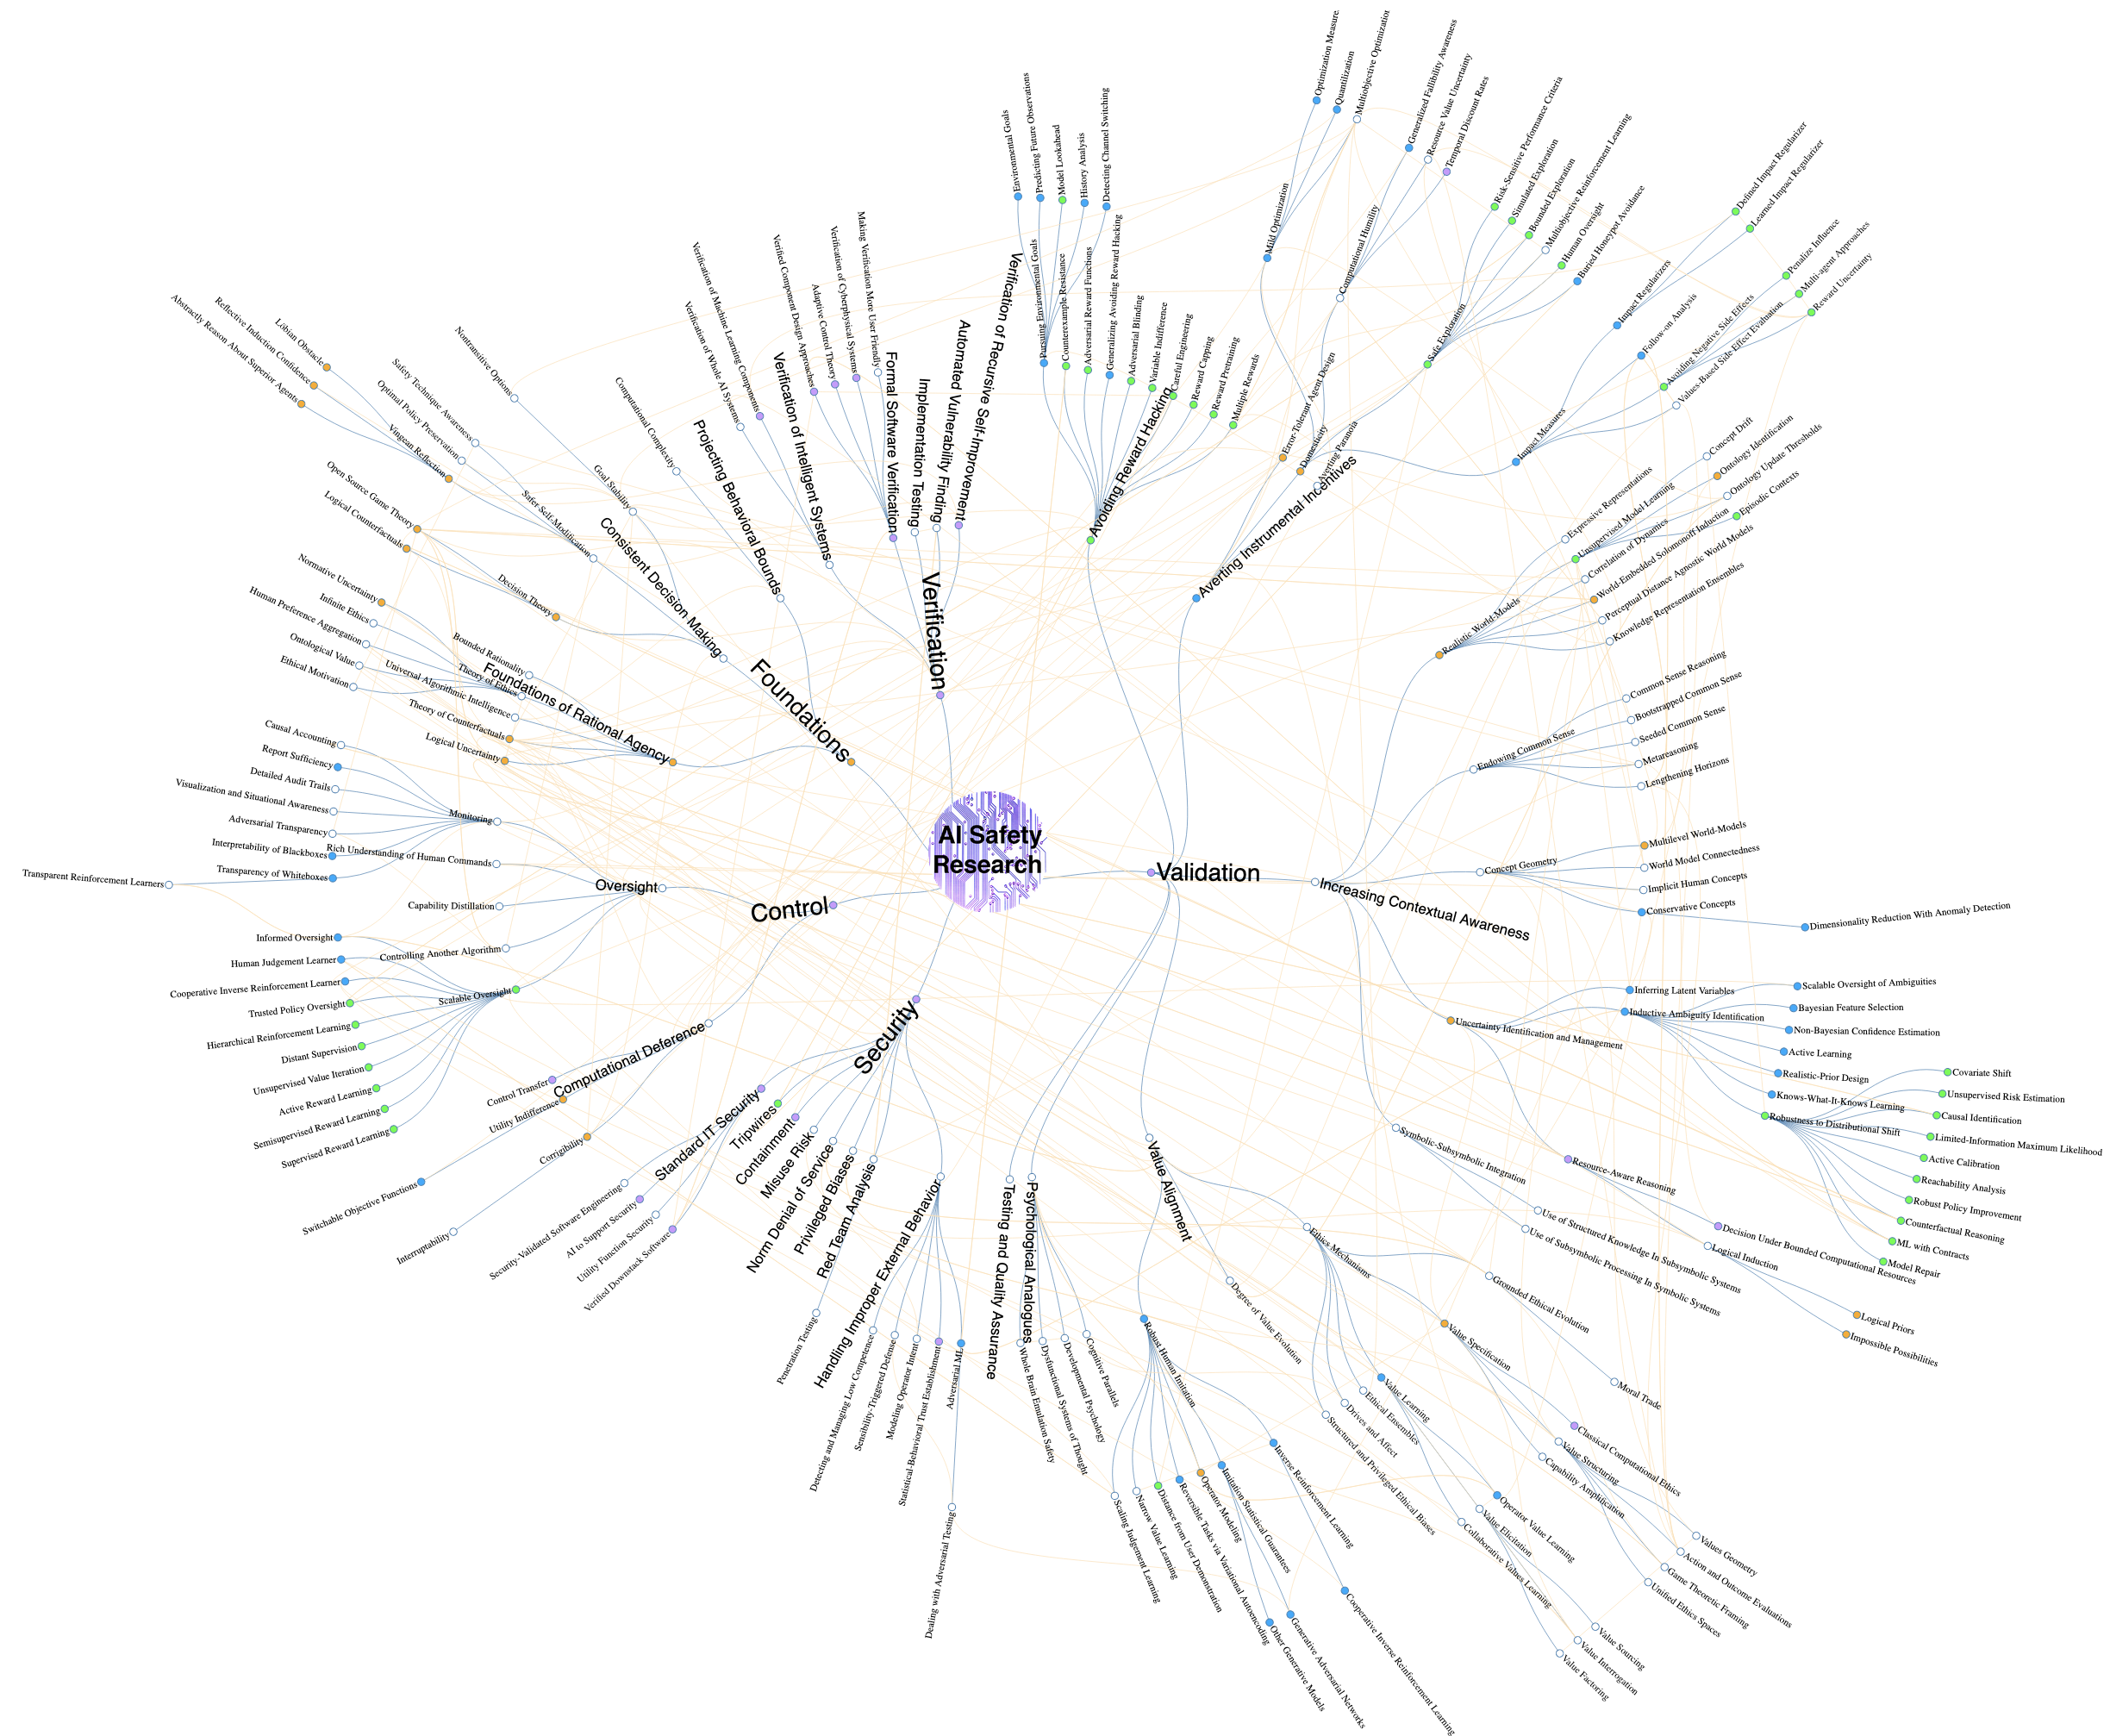 AI Safety
Research
Foundations
Consistent Decision Making
Goal Stability
Nontransitive Options
Safer Self-Modification
Safety Technique Awareness
Optimal Policy Preservation
Vingean Reflection
Lobian Obstacle
Reflective Induction Confidence
Abstractly Reason About Superior Agents
Decision Theory
Open Source Game Theory
Logical Counterfactuals
Projecting Behavioral Bounds
Computational Complexity
Foundations of Rational Agency
Bounded Rationality
Theory of Ethics
Normative Uncertainty
Infinite Ethics
Human Preference Aggregation
Ontological Value
Ethical Motivation
Universal Algorithmic Intelligence
Theory of Counterfactuals
Logical Uncertainty
Verification
Verification of Intelligent Systems
Verification of Whole AI Systems
Verification of Machine Learning Components
Formal Software Verification
Verified Component Design Approaches
Adaptive Control Theory
Verification of Cyberphysical Systems
Making Verification More User Friendly
Implementation Testing
Automated Vulnerability Finding
Verification of Recursive Self-Improvement
Validation
Avoiding Reward Hacking
Pursuing Environmental Goals
Environmental Goals
Predicting Future Observations
Model Lookahead
History Analysis
Detecting Channel Switching
Counterexample Resistance
Adversarial Reward Functions
Generalizing Avoiding Reward Hacking
Adversarial Blinding
Variable Indifference
Careful Engineering
Reward Capping
Reward Pretraining
Multiple Rewards
Averting Instrumental Incentives
Error-Tolerant Agent Design
Domesticity
Averting Paranoia
Mild Optimization
Optimization Measure
Quantilization
Multiobjective Optimization
Computational Humility
Generalized Fallibility Awareness
Resource Value Uncertainty
Temporal Discount Rates
Safe Exploration
Risk-Sensitive Performance Criteria
Simulated Exploration
Bounded Exploration
Multiobjective Reinforcement Learning
Human Oversight
Buried Honeypot Avoidance
Impact Measures
Impact Regularizers
Defined Impact Regularizer
Learned Impact Regularizer
Follow-on Analysis
Avoiding Negative Side Effects
Penalize Influence
Multi-agent Approaches
Reward Uncertainty
Values-Based Side Effect Evaluation
Increasing Contextual Awareness
Realistic World-Models
Expressive Representations
Unsupervised Model Learning
Concept Drift
Ontology Identification
Ontology Update Thresholds
Episodic Contexts
Correlation of Dynamics
World-Embedded Solomonoff Induction
Perceptual Distance Agnostic World Models
Knowledge Representation Ensembles
Endowing Common Sense
Common Sense Reasoning
Bootstrapped Common Sense
Seeded Common Sense
Metareasoning
Lengthening Horizons
Concept Geometry
Multilevel World-Models
World Model Connectedness
Implicit Human Concepts
Conservative Concepts
Dimensionality Reduction With Anomaly Detection
Uncertainty Identification and Management
Inferring Latent Variables
Inductive Ambiguity Identification
Scalable Oversight of Ambiguities
Bayesian Feature Selection
Non-Bayesian Confidence Estimation
Active Learning
Realistic-Prior Design
Knows-What-It-Knows Learning
Robustness to Distributional Shift
Covariate Shift
Unsupervised Risk Estimation
Causal Identification
Limited-Information Maximum Likelihood
Active Calibration
Reachability Analysis
Robust Policy Improvement
Counterfactual Reasoning
ML with Contracts
Model Repair
Resource-Aware Reasoning
Decision Under Bounded Computational Resources
Logical Induction
Logical Priors
Impossible Possibilities
Symbolic-Subsymbolic Integration
Use of Structured Knowledge In Subsymbolic Systems
Use of Subsymbolic Processing In Symbolic Systems
Value Alignment
Ethics Mechanisms
Grounded Ethical Evolution
Moral Trade
Value Specification
Classical Computational Ethics
Value Structuring
Values Geometry
Action and Outcome Evaluations
Game Theoretic Framing
Unified Ethics Spaces
Capability Amplification
Value Learning
Operator Value Learning
Value Elicitation
Value Sourcing
Value Interrogation
Value Factoring
Collaborative Values Learning
Ethical Ensembles
Drives and Affect
Structured and Privileged Ethical Biases
Degree of Value Evolution
Robust Human Imitation
Inverse Reinforcement Learning
Cooperative Inverse Reinforcement Learning
Imitation Statistical Guarantees
Generative Adversarial Networks
Other Generative Models
Operator Modeling
Reversible Tasks via Variational Autoencoding
Distance from User Demonstration
Narrow Value Learning
Scaling Judgement Learning
Psychological Analogues
Cognitive Parallels
Developmental Psychology
Dysfunctional Systems of Thought
Whole Brain Emulation Safety
Testing and Quality Assurance
Security
Standard IT Security
Security-Validated Software Engineering
AI to Support Security
Utility Function Security
Verified Downstack Software
Tripwires
Containment
Misuse Risk
Norm Denial of Service
Privileged Biases
Red Team Analysis
Penetration Testing
Handling Improper External Behavior
Detecting and Managing Low Competence
Sensibility-Triggered Defense
Modeling Operator Intent
Statistical-Behavioral Trust Establishment
Adversarial ML
Dealing with Adversarial Testing
Control
Oversight
Monitoring
Causal Accounting
Report Sufficiency
Detailed Audit Trails
Visualization and Situational Awareness
Adversarial Transparency
Interpretability of Blackboxes
Transparency of Whiteboxes
Transparent Reinforcement Learners
Rich Understanding of Human Commands
Capability Distillation
Controlling Another Algorithm
Scalable Oversight
Informed Oversight
Human Judgement Learner
Cooperative Inverse Reinforcement Learner
Trusted Policy Oversight
Hierarchical Reinforcement Learning
Distant Supervision
Unsupervised Value Iteration
Active Reward Learning
Semisupervised Reward Learning
Supervised Reward Learning
Computational Deference
Control Transfer
Utility Indifference
Switchable Objective Functions
Corrigibility
Interruptability